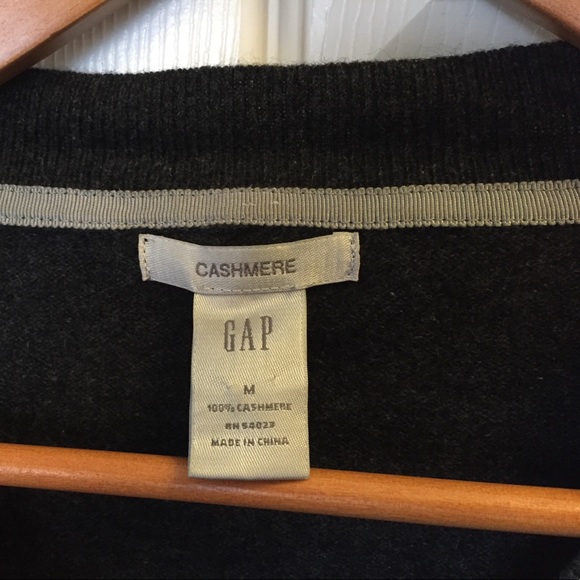 CASHMERE
GAP
M
100% CASHMERE
RN 54023
MADE IN CHINA